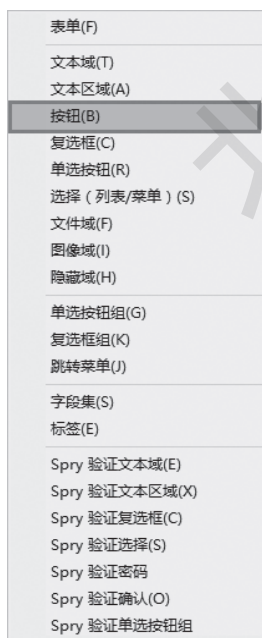 表单(F)
文本域(T)
文本区域(A)
按钮(B)
复选框(C)
单选按钮(R)
选择（列表/菜单）(S)
文件域(F)
图像域(I)
隐藏域(H)
单选按钮组(G)
复选框组(K)
跳转菜单(J)
字段集(S)
标签(E)
Spry 验证文本域(E)
Spry 验证文本区域(X)
Spry 验证复选框(C)
Spry 验证选择(S)
Spry 验证密码
Spry 验证确认(O)
Spry 验证单选按钮组